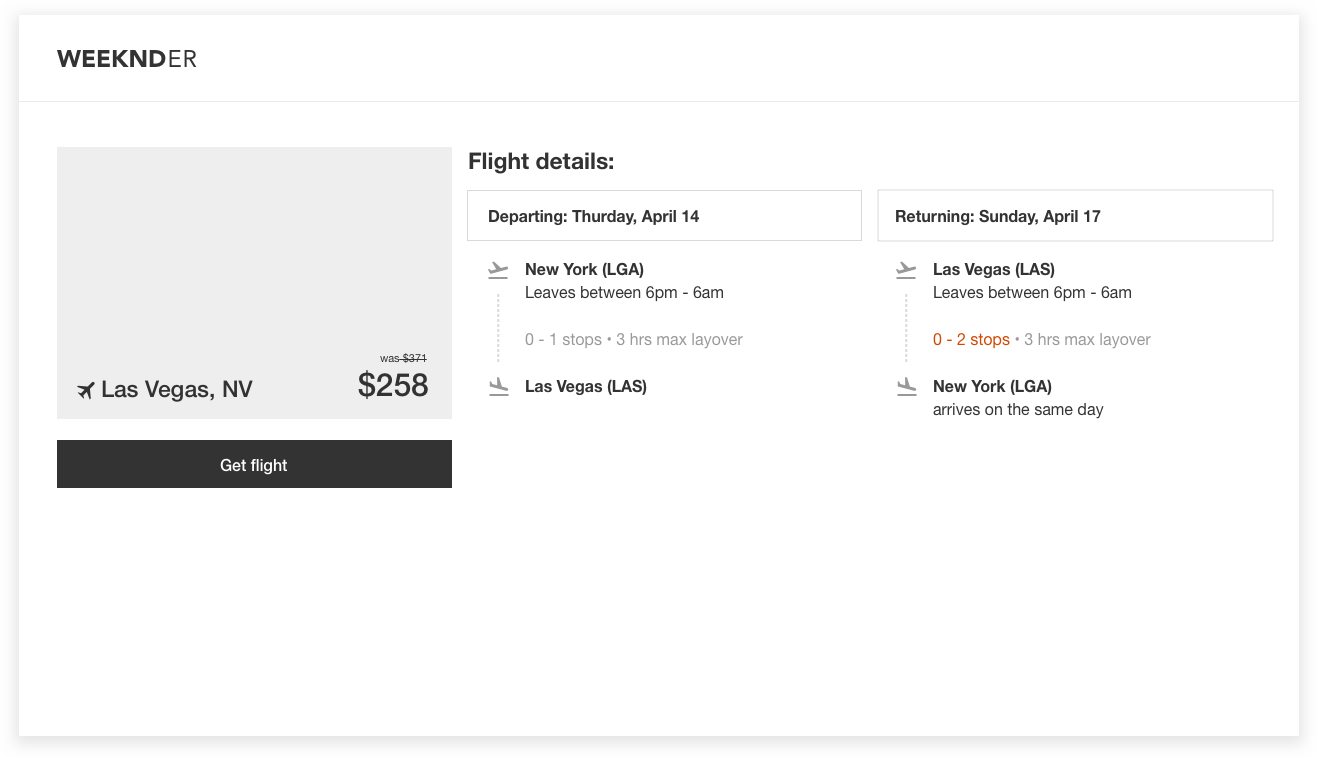 WEEKNDER
was $371
Las Vegas, NV
$258
Get flight
Flight details:
Departing: Thurday, April 14
New York (LGA)
Leaves between 6pm - 6am
0 - 1 stops • 3 hrs max layover
Las Vegas (LAS)
Returning: Sunday, April 17
Las Vegas (LAS)
Leaves between 6pm - 6am
0 - 2 stops • 3 hrs max layover
New York (LGA)
arrives on the same day